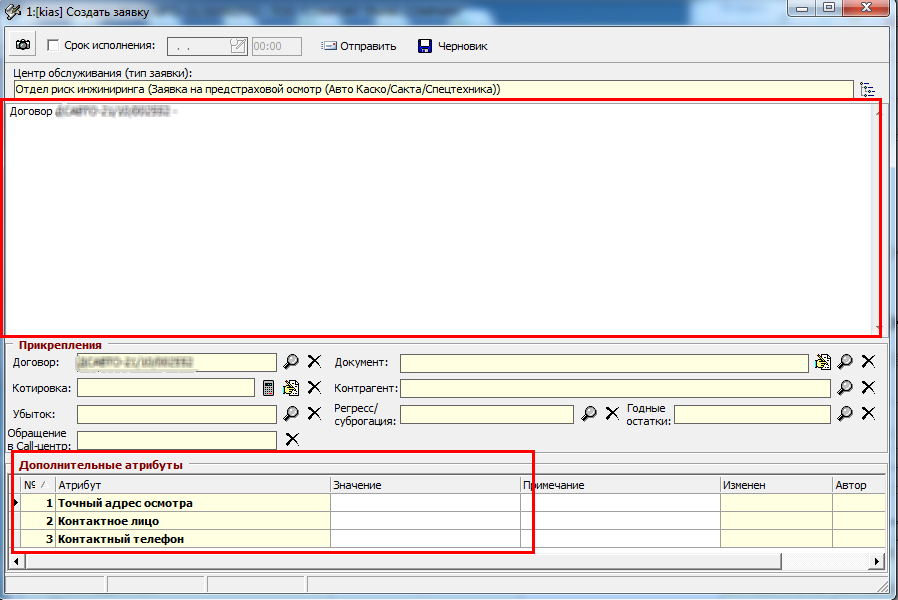 1:[kias] Создать заявку
Срок исполнения: . . 00:00 Отправить Черновик
Центр обслуживания (тип заявки):
Отдел риск инжиниринга (Заявка на предстраховой осмотр (Авто Каско/Сакта/Спецтехника))
Договор
Прикрепления
Договор: Документ:
Котировка: Контрагент:
Убыток: Регресс/ Годные
суброгация: остатки:
Обращение
в Call-центр:
Дополнительные атрибуты
№ Атрибут Значение Примечание Изменен Автор
1 Точный адрес осмотра
2 Контактное лицо
3 Контактный телефон